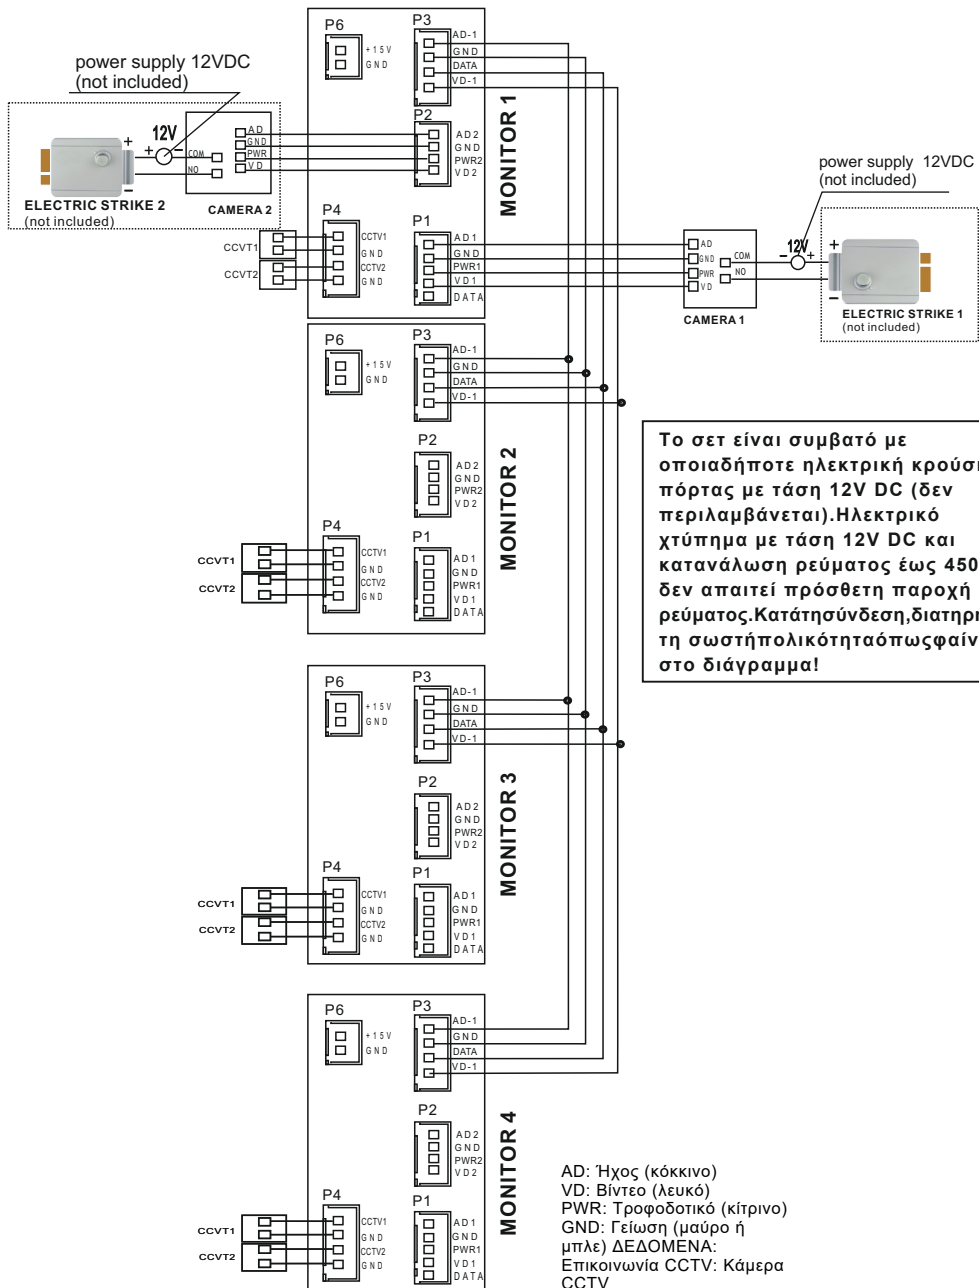 P6
+15V
GND
P3
AD-1
GND
DATA
VD-1
power supply 12VDC
(not included)
12V
+
-
+
-
COM
NO
AD
GND
PWR
VD
ELECTRIC STRIKE 2
(not included)
CAMERA 2
P2
AD2
GND
PWR2
VD2
MONITOR 1
P4
CCTV1
GND
CCTV2
GND
CCVT1
CCVT2
P1
AD1
GND
PWR1
VD1
DATA
power supply 12VDC
(not included)
AD
GND
PWR
VD
COM
NO
12V
-
+
+
-
CAMERA 1
ELECTRIC STRIKE 1
(not included)
P6
+15V
GND
P3
AD-1
GND
DATA
VD-1
P2
AD2
GND
PWR2
VD2
MONITOR 2
P4
CCTV1
GND
CCTV2
GND
CCVT1
CCVT2
P1
AD1
GND
PWR1
VD1
DATA
Το σετ είναι συμβατό με
οποιαδήποτε ηλεκτρική κρούση
πόρτας με τάση 12V DC (δεν
περιλαμβάνεται).Ηλεκτρικό
χτύπημα με τάση 12V DC και
κατανάλωση ρεύματος έως 450
δεν απαιτεί πρόσθετη παροχή
ρεύματος.Κατάτησύνδεση,διατηρη
τη σωστήπολικότηταόπωςφαίν
στο διάγραμμα!
P6
+15V
GND
P3
AD-1
GND
DATA
VD-1
P2
AD2
GND
PWR2
VD2
MONITOR 3
P4
CCTV1
GND
CCTV2
GND
CCVT1
CCVT2
P1
AD1
GND
PWR1
VD1
DATA
P6
+15V
GND
P3
AD-1
GND
DATA
VD-1
P2
AD2
GND
PWR2
VD2
MONITOR 4
P4
CCTV1
GND
CCTV2
GND
CCVT1
CCVT2
P1
AD1
GND
PWR1
VD1
DATA
AD: Ήχος (κόκκινο)
VD: Βίντεο (λευκό)
PWR: Τροφοδοτικό (κίτρινο)
GND: Γείωση (μαύρο ή
μπλε) ΔΕΔΟΜΕΝΑ:
Επικοινωνία CCTV: Κάμερα
CCTV